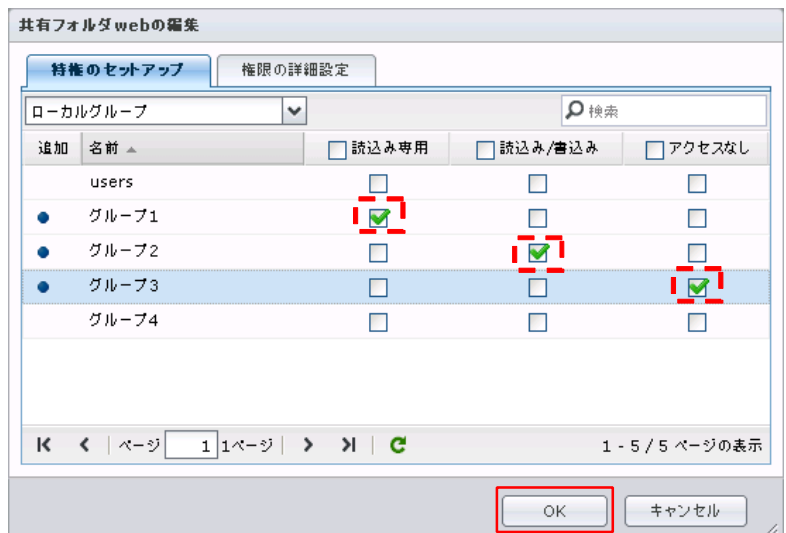 共有フォルダwebの編集
特権のセットアップ 権限の詳細設定
ローカルグループ 検索
追加 名前 読込み専用 読込み/書込み アクセスなし
users
グループ1
グループ2
グループ3
グループ4
ページ 1 1ページ 1 - 5 / 5 ページの表示
OK キャンセル